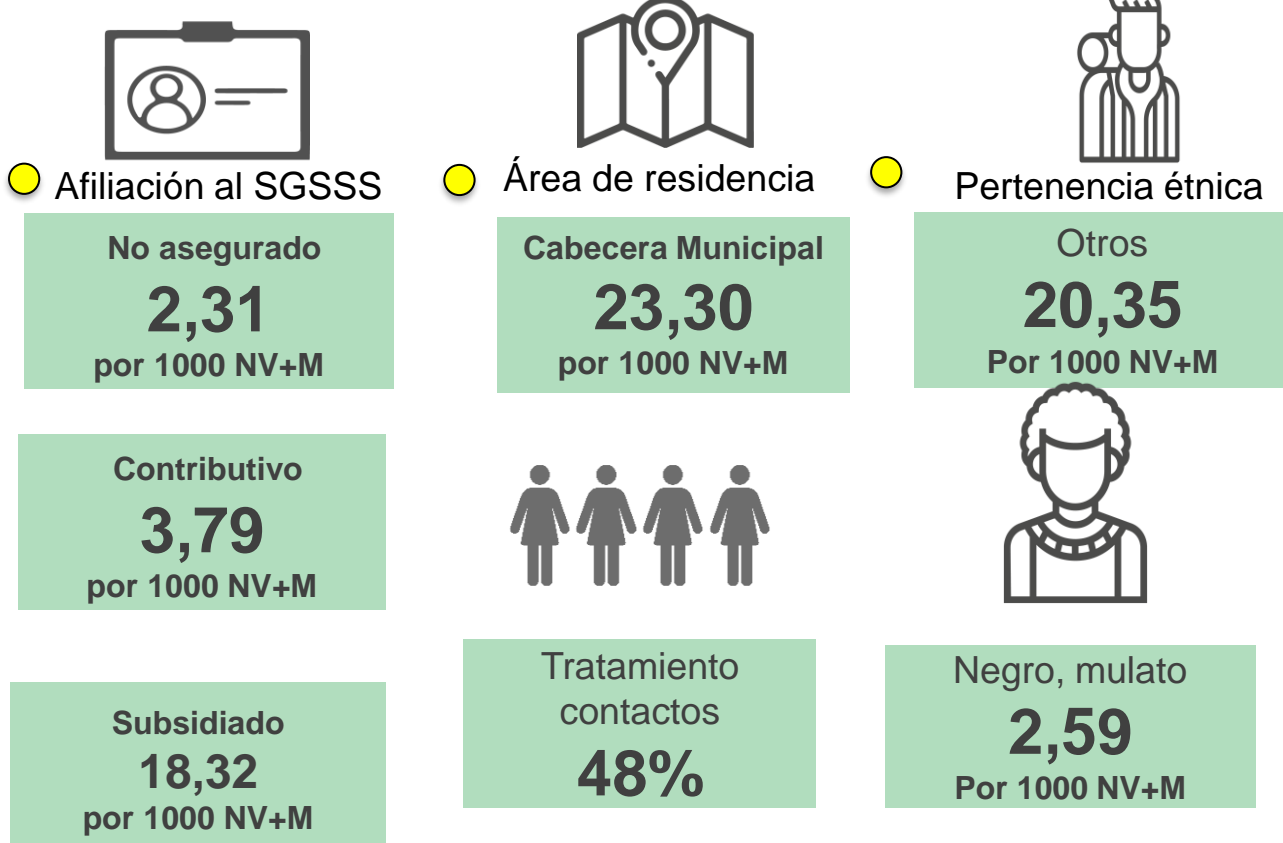 Afiliación al SGSSS
No asegurado
2,31
por 1000 NV+M
Contributivo
3,79
por 1000 NV+M
Subsidiado
18,32
por 1000 NV+M
Área de residencia
Cabecera Municipal
23,30
por 1000 NV+M
Tratamiento
contactos
48%
Pertenencia étnica
Otros
20,35
Por 1000 NV+M
Negro, mulato
2,59
Por 1000 NV+M